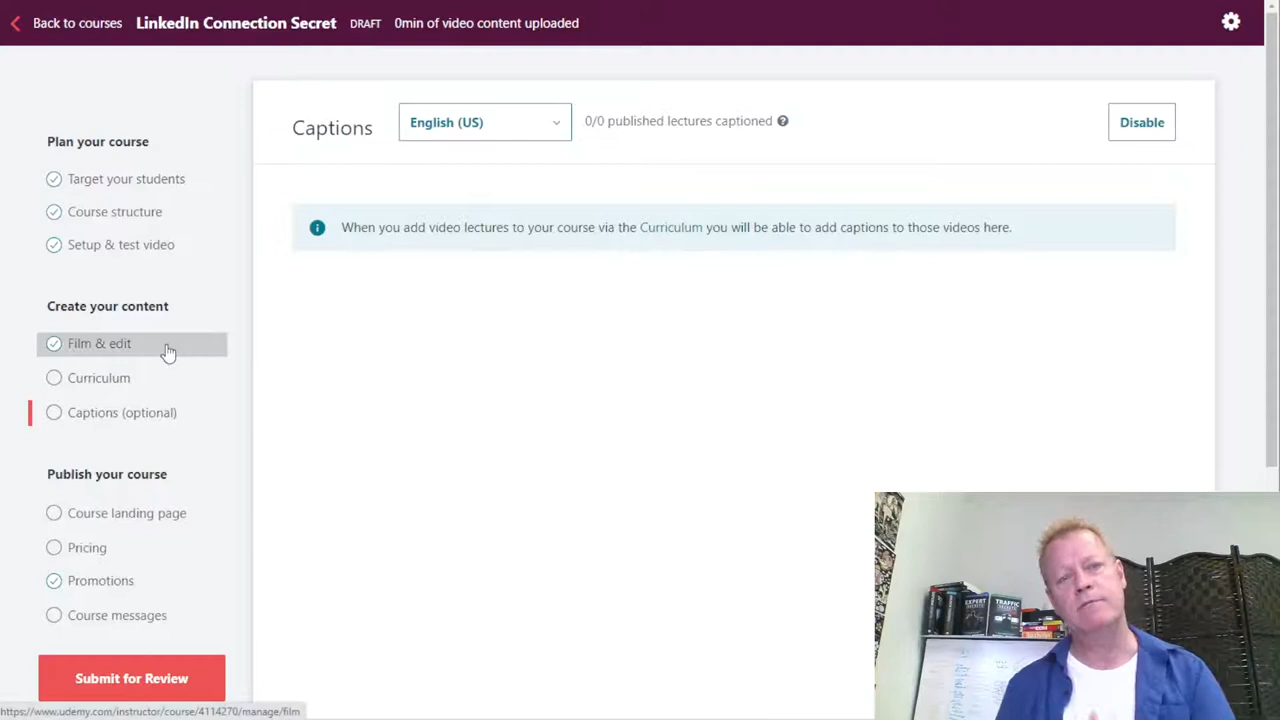 Back to courses LinkedIn Connection Secret DRAFT 0min of video content uploaded
Plan your course
Target your students
Course structure
Setup & test video
Create your content
Film & edit
Curriculum
Captions (optional)
Publish your course
Course landing page
Pricing
Promotions
Course messages
Submit for Review
Captions English (US) 0/0 published lectures captioned Disable
When you add video lectures to your course via the Curriculum you will be able to add captions to those videos here.
EXPERT
SECRETS
TRAFFIC
SECRETS
https://www.udemy.com/instructor/course/4114270/manage/film